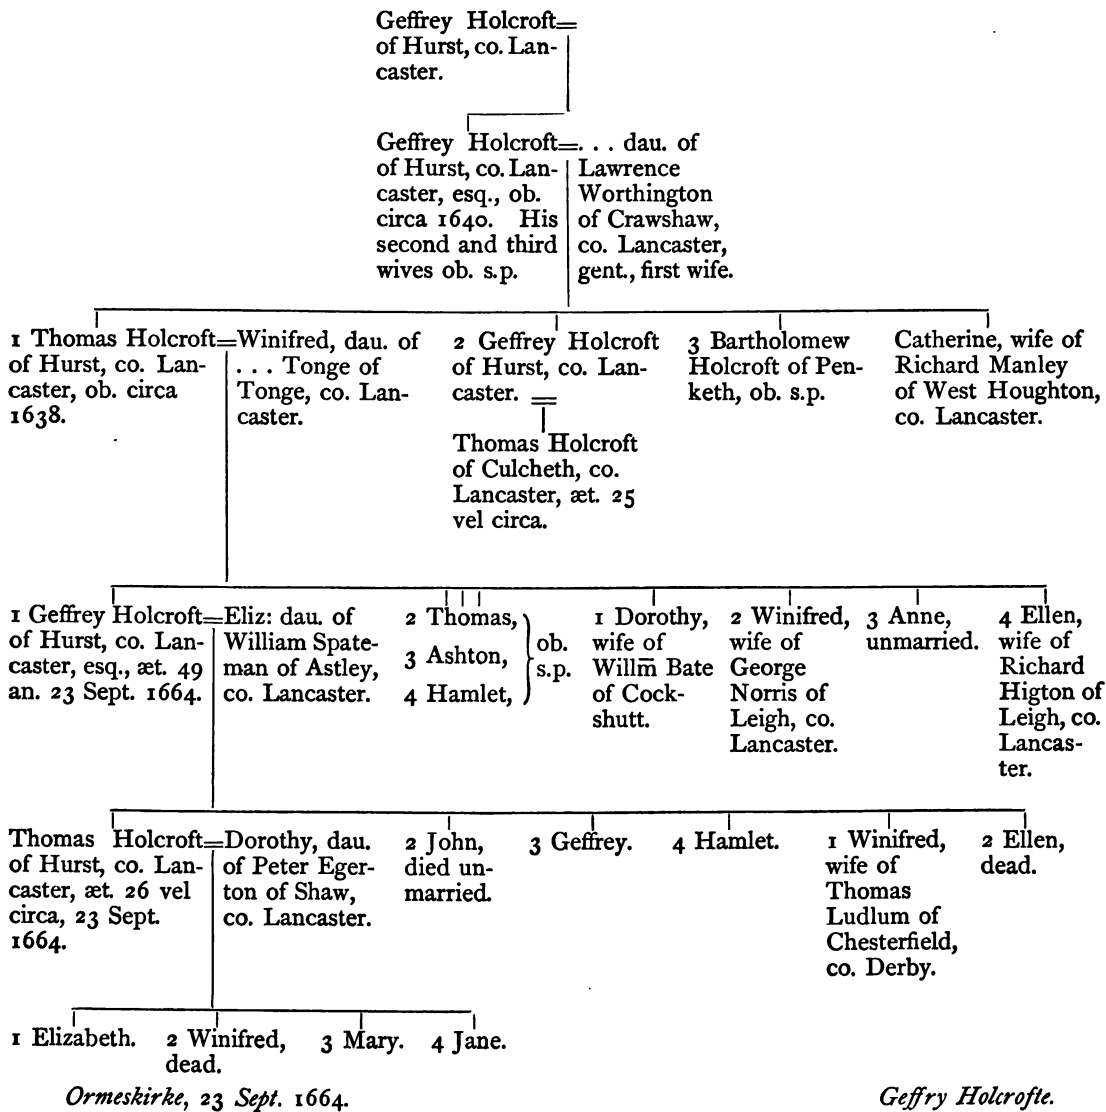 Geffrey Holcroft=
of Hurst, co. Lan-
caster.
Geffrey Holcroft=
of Hurst, co. Lan-
caster, esq., ob.
circa 1640. His
second and third
wives ob. s.p.
. . . dau. of
Lawrence
Worthington
of Crawshaw,
co. Lancaster,
gent., first wife.
1 Thomas Holcroft=
of Hurst, co. Lan-
caster, ob. circa
1638.
Winifred, dau. of
. . . Tonge of
Tonge, co. Lan-
caster.
2 Geffrey Holcroft
of Hurst, co. Lan-
caster. =
Thomas Holcroft
of Culcheth, co.
Lancaster, æt. 25
vel circa.
3 Bartholomew
Holcroft of Pen-
keth, ob. s.p.
Catherine, wife of
Richard Manley
of West Houghton,
co. Lancaster.
1 Geffrey Holcroft=
of Hurst, co. Lan-
caster, esq., æt. 49
an. 23 Sept. 1664.
Eliz: dau. of
William Spate-
man of Astley,
co. Lancaster.
2 Thomas,
3 Ashton,
4 Hamlet,
ob.
s.p.
1 Dorothy,
wife of
Willm̄ Bate
of Cock-
shutt.
2 Winifred,
wife of
George
Norris of
Leigh, co.
Lancaster.
3 Anne,
unmarried.
4 Ellen,
wife of
Richard
Higton of
Leigh, co.
Lancas-
ter.
Thomas Holcroft=
of Hurst, co. Lan-
caster, æt. 26 vel
circa, 23 Sept.
1664.
Dorothy, dau.
of Peter Eger-
ton of Shaw,
co. Lancaster.
2 John,
died un-
married.
3 Geffrey.
4 Hamlet.
1 Winifred,
wife of
Thomas
Ludlum of
Chesterfield,
co. Derby.
2 Ellen,
dead.
1 Elizabeth.
2 Winifred,
dead.
3 Mary.
4 Jane.
Ormeskirke, 23 Sept. 1664.
Geffry Holcrofte.